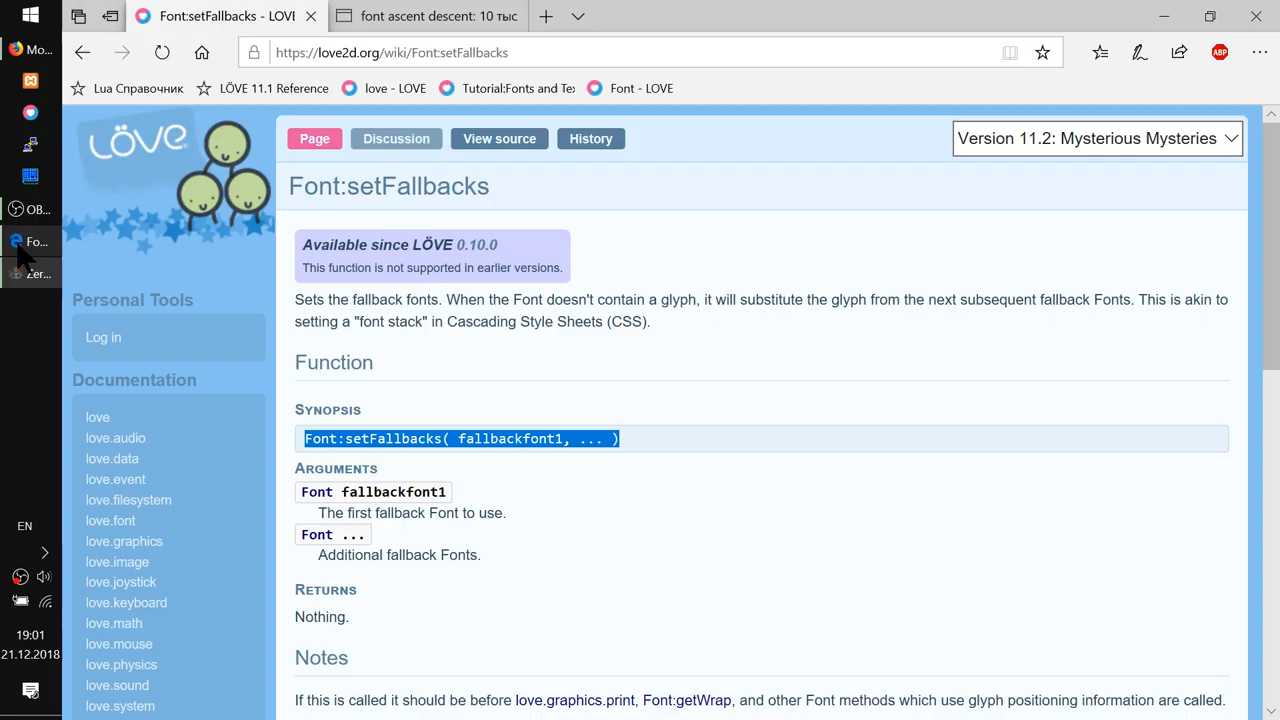 Font:setFallbacks - LOVE
font ascent descent: 10 тыс
https://love2d.org/wiki/Font:setFallbacks
Lua Справочник
LÖVE 11.1 Reference
love - LOVE
Tutorial:Fonts and Te
Font - LOVE
ABP
Mo...
OB...
Fo...
Zer...
EN
19:01
21.12.2018
LÖVE
Page
Discussion
View source
History
Version 11.2: Mysterious Mysteries
Font:setFallbacks
Available since LÖVE 0.10.0
This function is not supported in earlier versions.
Sets the fallback fonts. When the Font doesn't contain a glyph, it will substitute the glyph from the next subsequent fallback Fonts. This is akin to
setting a "font stack" in Cascading Style Sheets (CSS).
Function
SYNOPSIS
Font:setFallbacks( fallbackfont1, ... )
ARGUMENTS
Font fallbackfont1
The first fallback Font to use.
Font ...
Additional fallback Fonts.
RETURNS
Nothing.
Notes
If this is called it should be before love.graphics.print, Font:getWrap, and other Font methods which use glyph positioning information are called.
Personal Tools
Log in
Documentation
love
love.audio
love.data
love.event
love.filesystem
love.font
love.graphics
love.image
love.joystick
love.keyboard
love.math
love.mouse
love.physics
love.sound
love.system